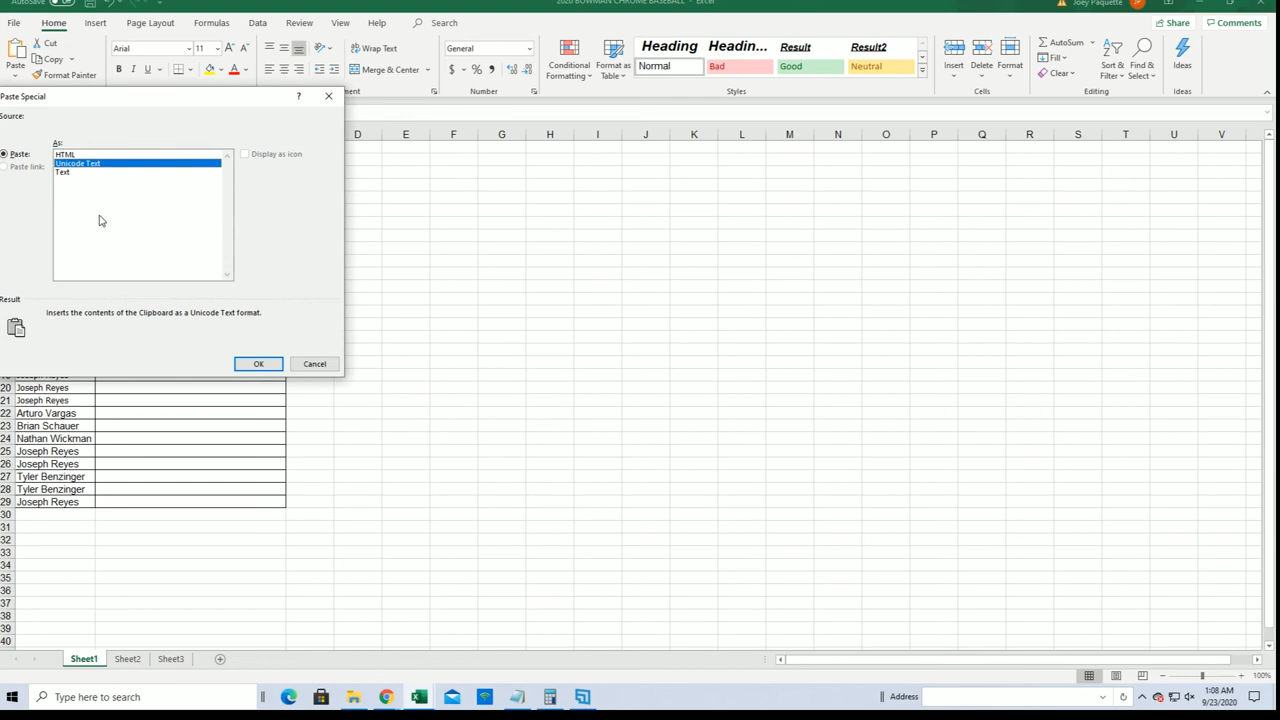 AutoSave Off 2020 BOWMAN CHROME BASEBALL - Excel Joey Paquette JP
File Home Insert Page Layout Formulas Data Review View Help Search Share Comments
Paste Cut Copy Format Painter
Arial 11 A A B I U A
Wrap Text Merge & Center
General $ % , Number
Conditional Formatting Format as Table
Heading Headin... Result Result2
Normal Bad Good Neutral
Styles
Insert Delete Format Cells
AutoSum Fill Clear Sort & Filter Find & Select Editing
Ideas Ideas
Paste Special ?
Source:
As:
Paste: HTML Display as icon
Paste link: Unicode Text
Text
Result
Inserts the contents of the Clipboard as a Unicode Text format.
OK Cancel
D E F G H I J K L M N O P Q R S T U V
19 Joseph Reyes
20 Joseph Reyes
21 Joseph Reyes
22 Arturo Vargas
23 Brian Schauer
24 Nathan Wickman
25 Joseph Reyes
26 Joseph Reyes
27 Tyler Benzinger
28 Tyler Benzinger
29 Joseph Reyes
30
31
32
33
34
35
36
37
38
39
40
Sheet1 Sheet2 Sheet3
100%
Type here to search Address 1:08 AM
9/23/2020